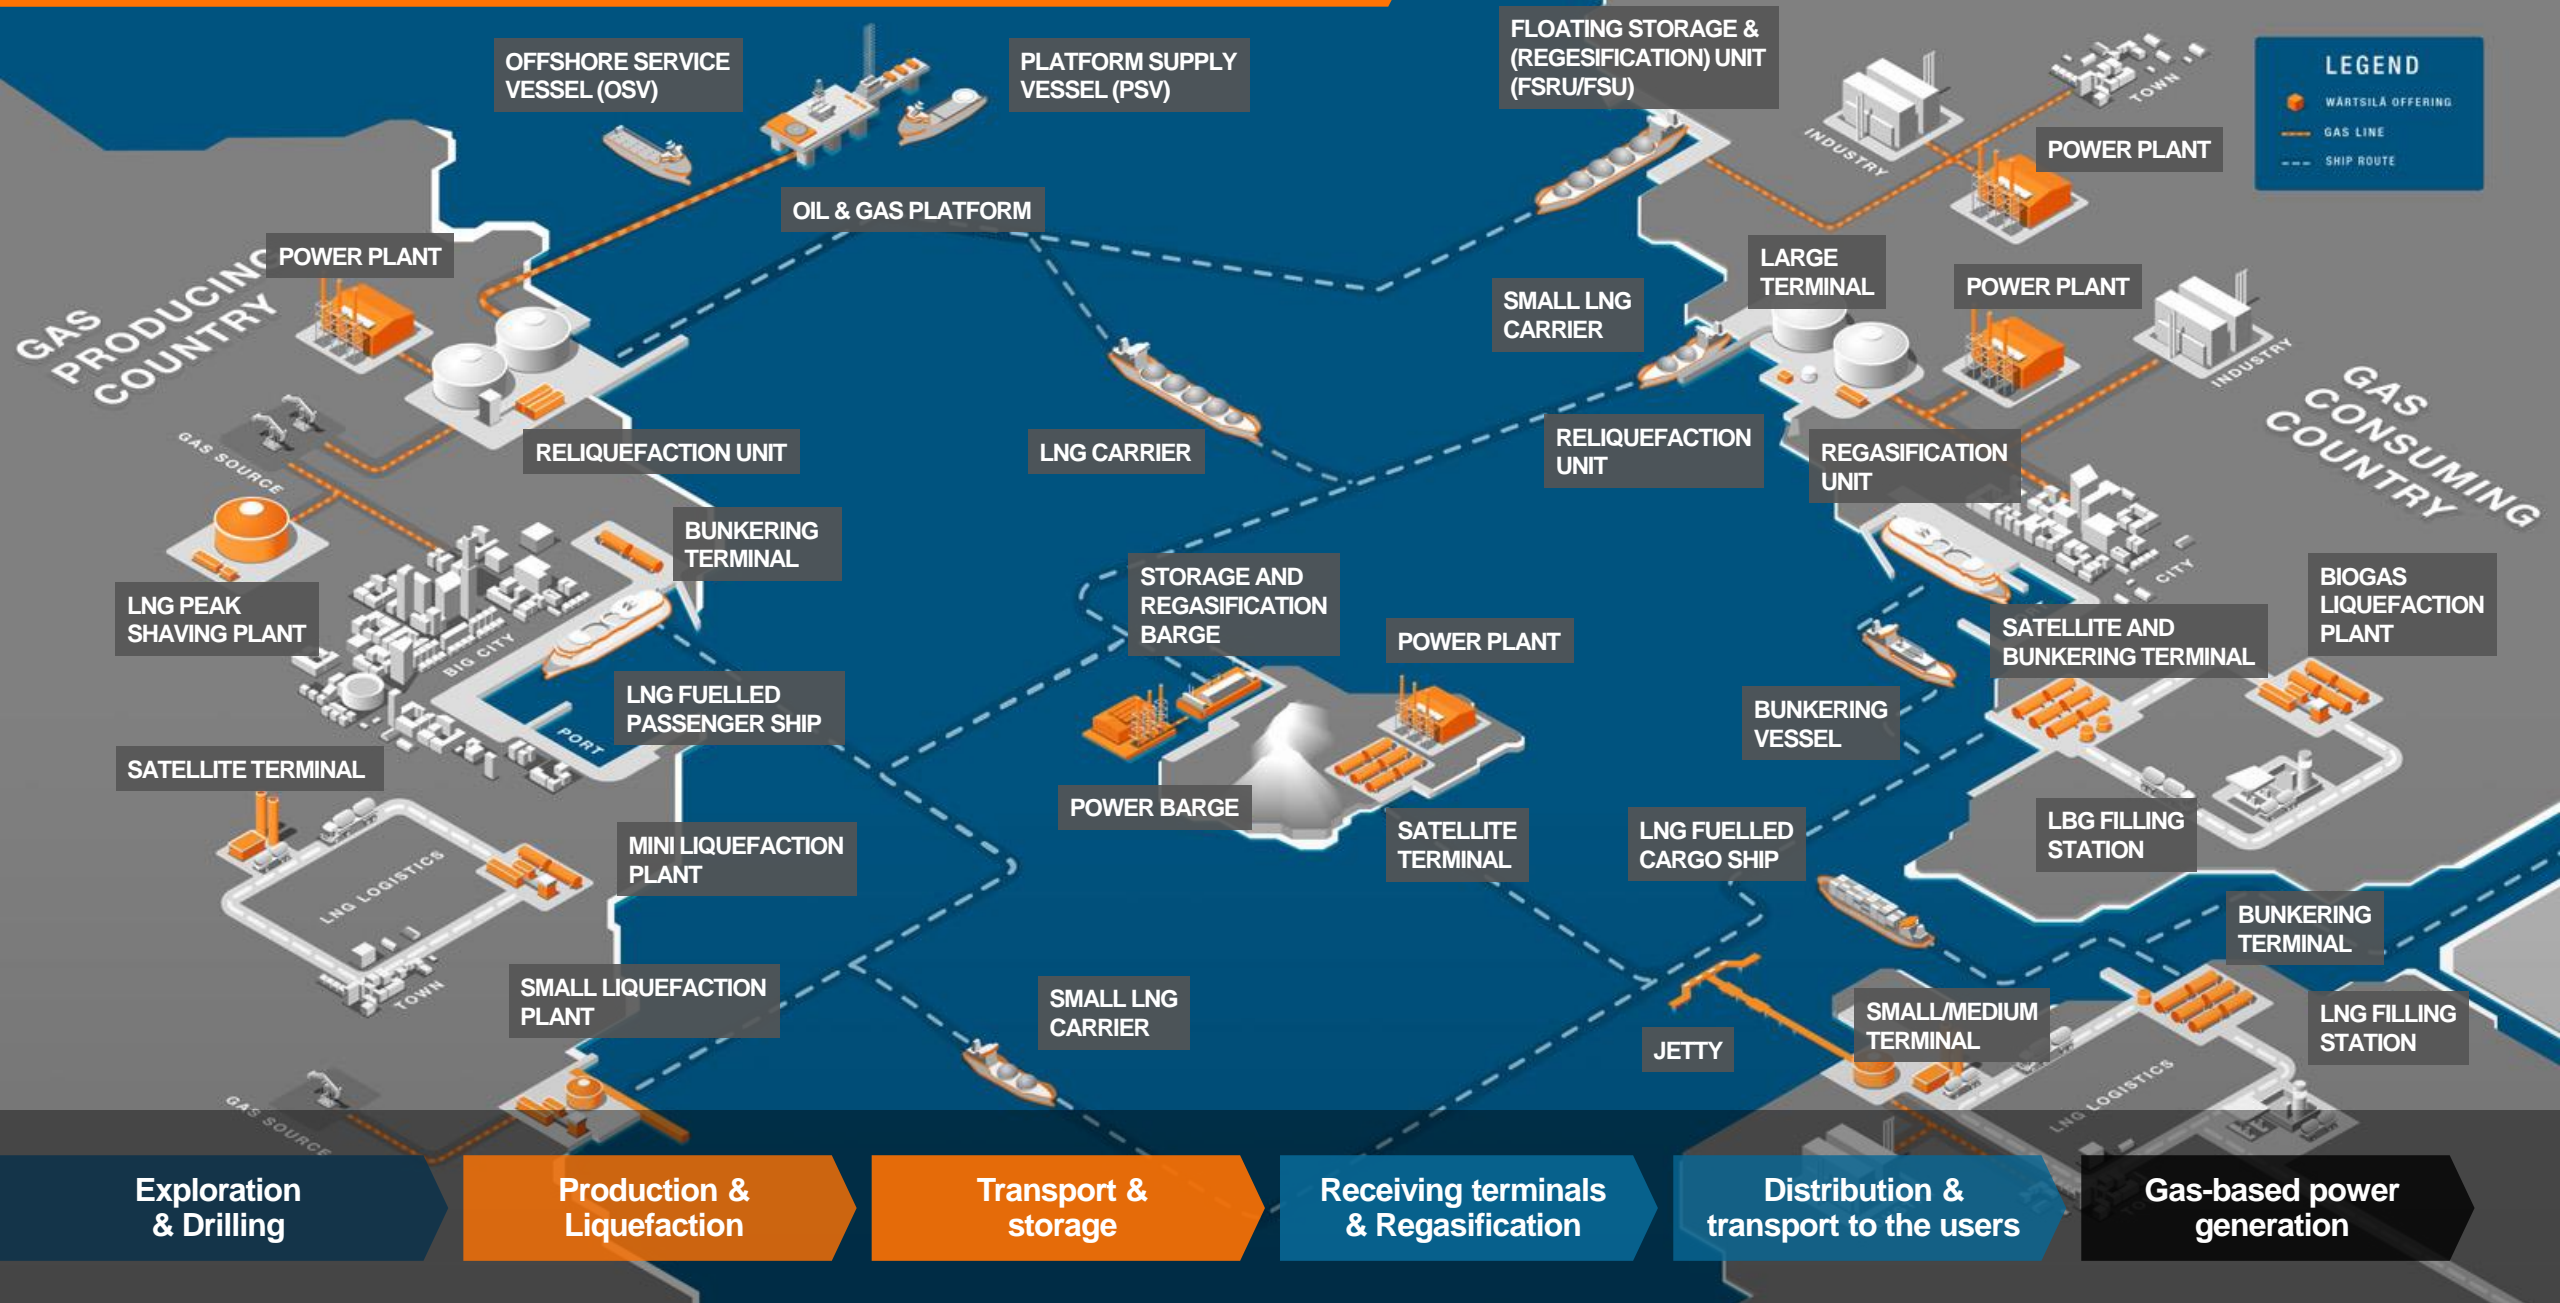 OFFSHORE SERVICE
VESSEL (OSV)
PLATFORM SUPPLY
VESSEL (PSV)
FLOATING STORAGE &
(REGESIFICATION) UNIT
(FSRU/FSU)
TOWN
LEGEND
WÄRTSILÄ OFFERING
GAS LINE
SHIP ROUTE
INDUSTRY
POWER PLANT
OIL & GAS PLATFORM
POWER PLANT
GAS
PRODUCING
COUNTRY
LARGE
TERMINAL
POWER PLANT
SMALL LNG
CARRIER
INDUSTRY
GAS
CONSUMING
COUNTRY
GAS SOURCE
RELIQUEFACTION UNIT
LNG CARRIER
RELIQUEFACTION
UNIT
REGASIFICATION
UNIT
BUNKERING
TERMINAL
CITY
STORAGE AND
REGASIFICATION
BARGE
BIOGAS
LIQUEFACTION
PLANT
LNG PEAK
SHAVING PLANT
BIG CITY
POWER PLANT
SATELLITE AND
BUNKERING TERMINAL
LNG FUELLED
PASSENGER SHIP
PORT
BUNKERING
VESSEL
SATELLITE TERMINAL
POWER BARGE
MINI LIQUEFACTION
PLANT
SATELLITE
TERMINAL
LNG FUELLED
CARGO SHIP
LBG FILLING
STATION
LNG LOGISTICS
BUNKERING
TERMINAL
TOWN
SMALL LIQUEFACTION
PLANT
SMALL LNG
CARRIER
JETTY
SMALL/MEDIUM
TERMINAL
LNG FILLING
STATION
GAS SOURCE
LNG LOGISTICS
Exploration
& Drilling
Production &
Liquefaction
Transport &
storage
Receiving terminals
& Regasification
Distribution &
transport to the users
Gas-based power
generation